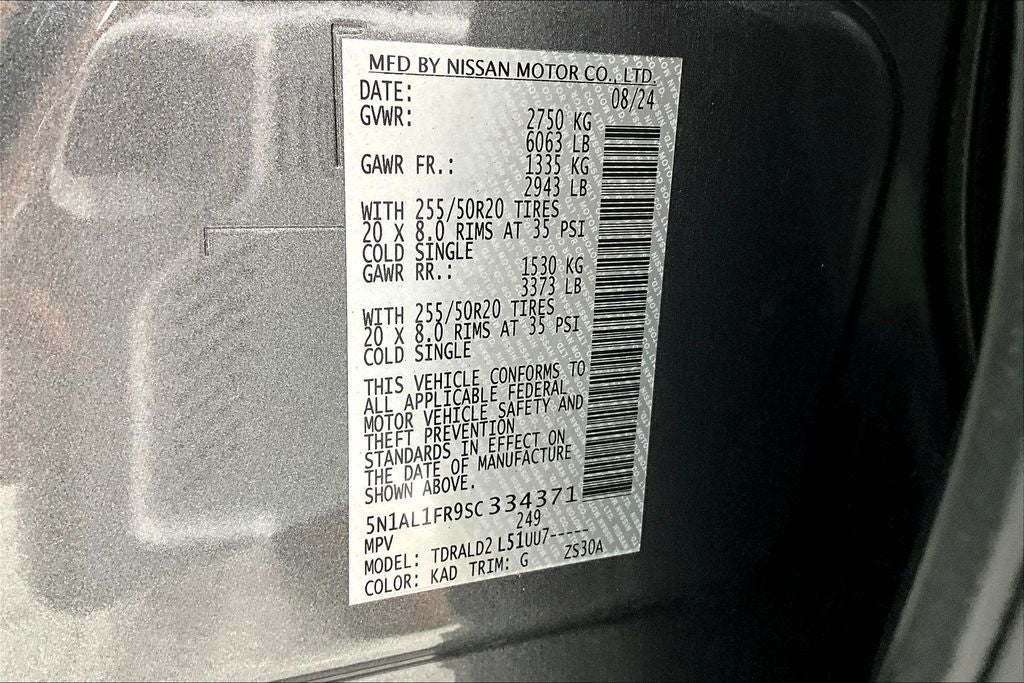 MFD BY NISSAN MOTOR CO., LTD.
DATE: 08/24
GVWR: 2750 KG
6063 LB
GAWR FR.: 1335 KG
2943 LB
WITH 255/50R20 TIRES
20 X 8.0 RIMS AT 35 PSI
COLD SINGLE
GAWR RR.: 1530 KG
3373 LB
WITH 255/50R20 TIRES
20 X 8.0 RIMS AT 35 PSI
COLD SINGLE
THIS VEHICLE CONFORMS TO
ALL APPLICABLE FEDERAL
MOTOR VEHICLE SAFETY AND
THEFT PREVENTION
STANDARDS IN EFFECT ON
THE DATE OF MANUFACTURE
SHOWN ABOVE.
5N1AL1FR9SC 334371
MPV 249
MODEL: TDRALD2 L51UU7-----
COLOR: KAD TRIM: G ZS30A